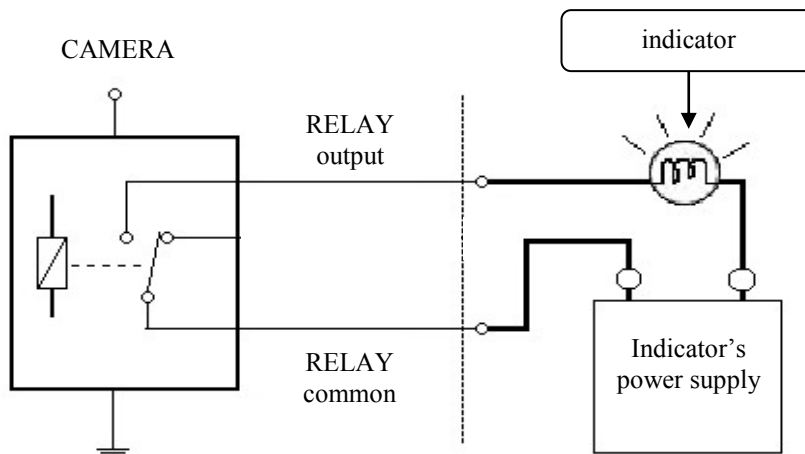 indicator
CAMERA
RELAY
output
RELAY
common
Indicator’s
power supply